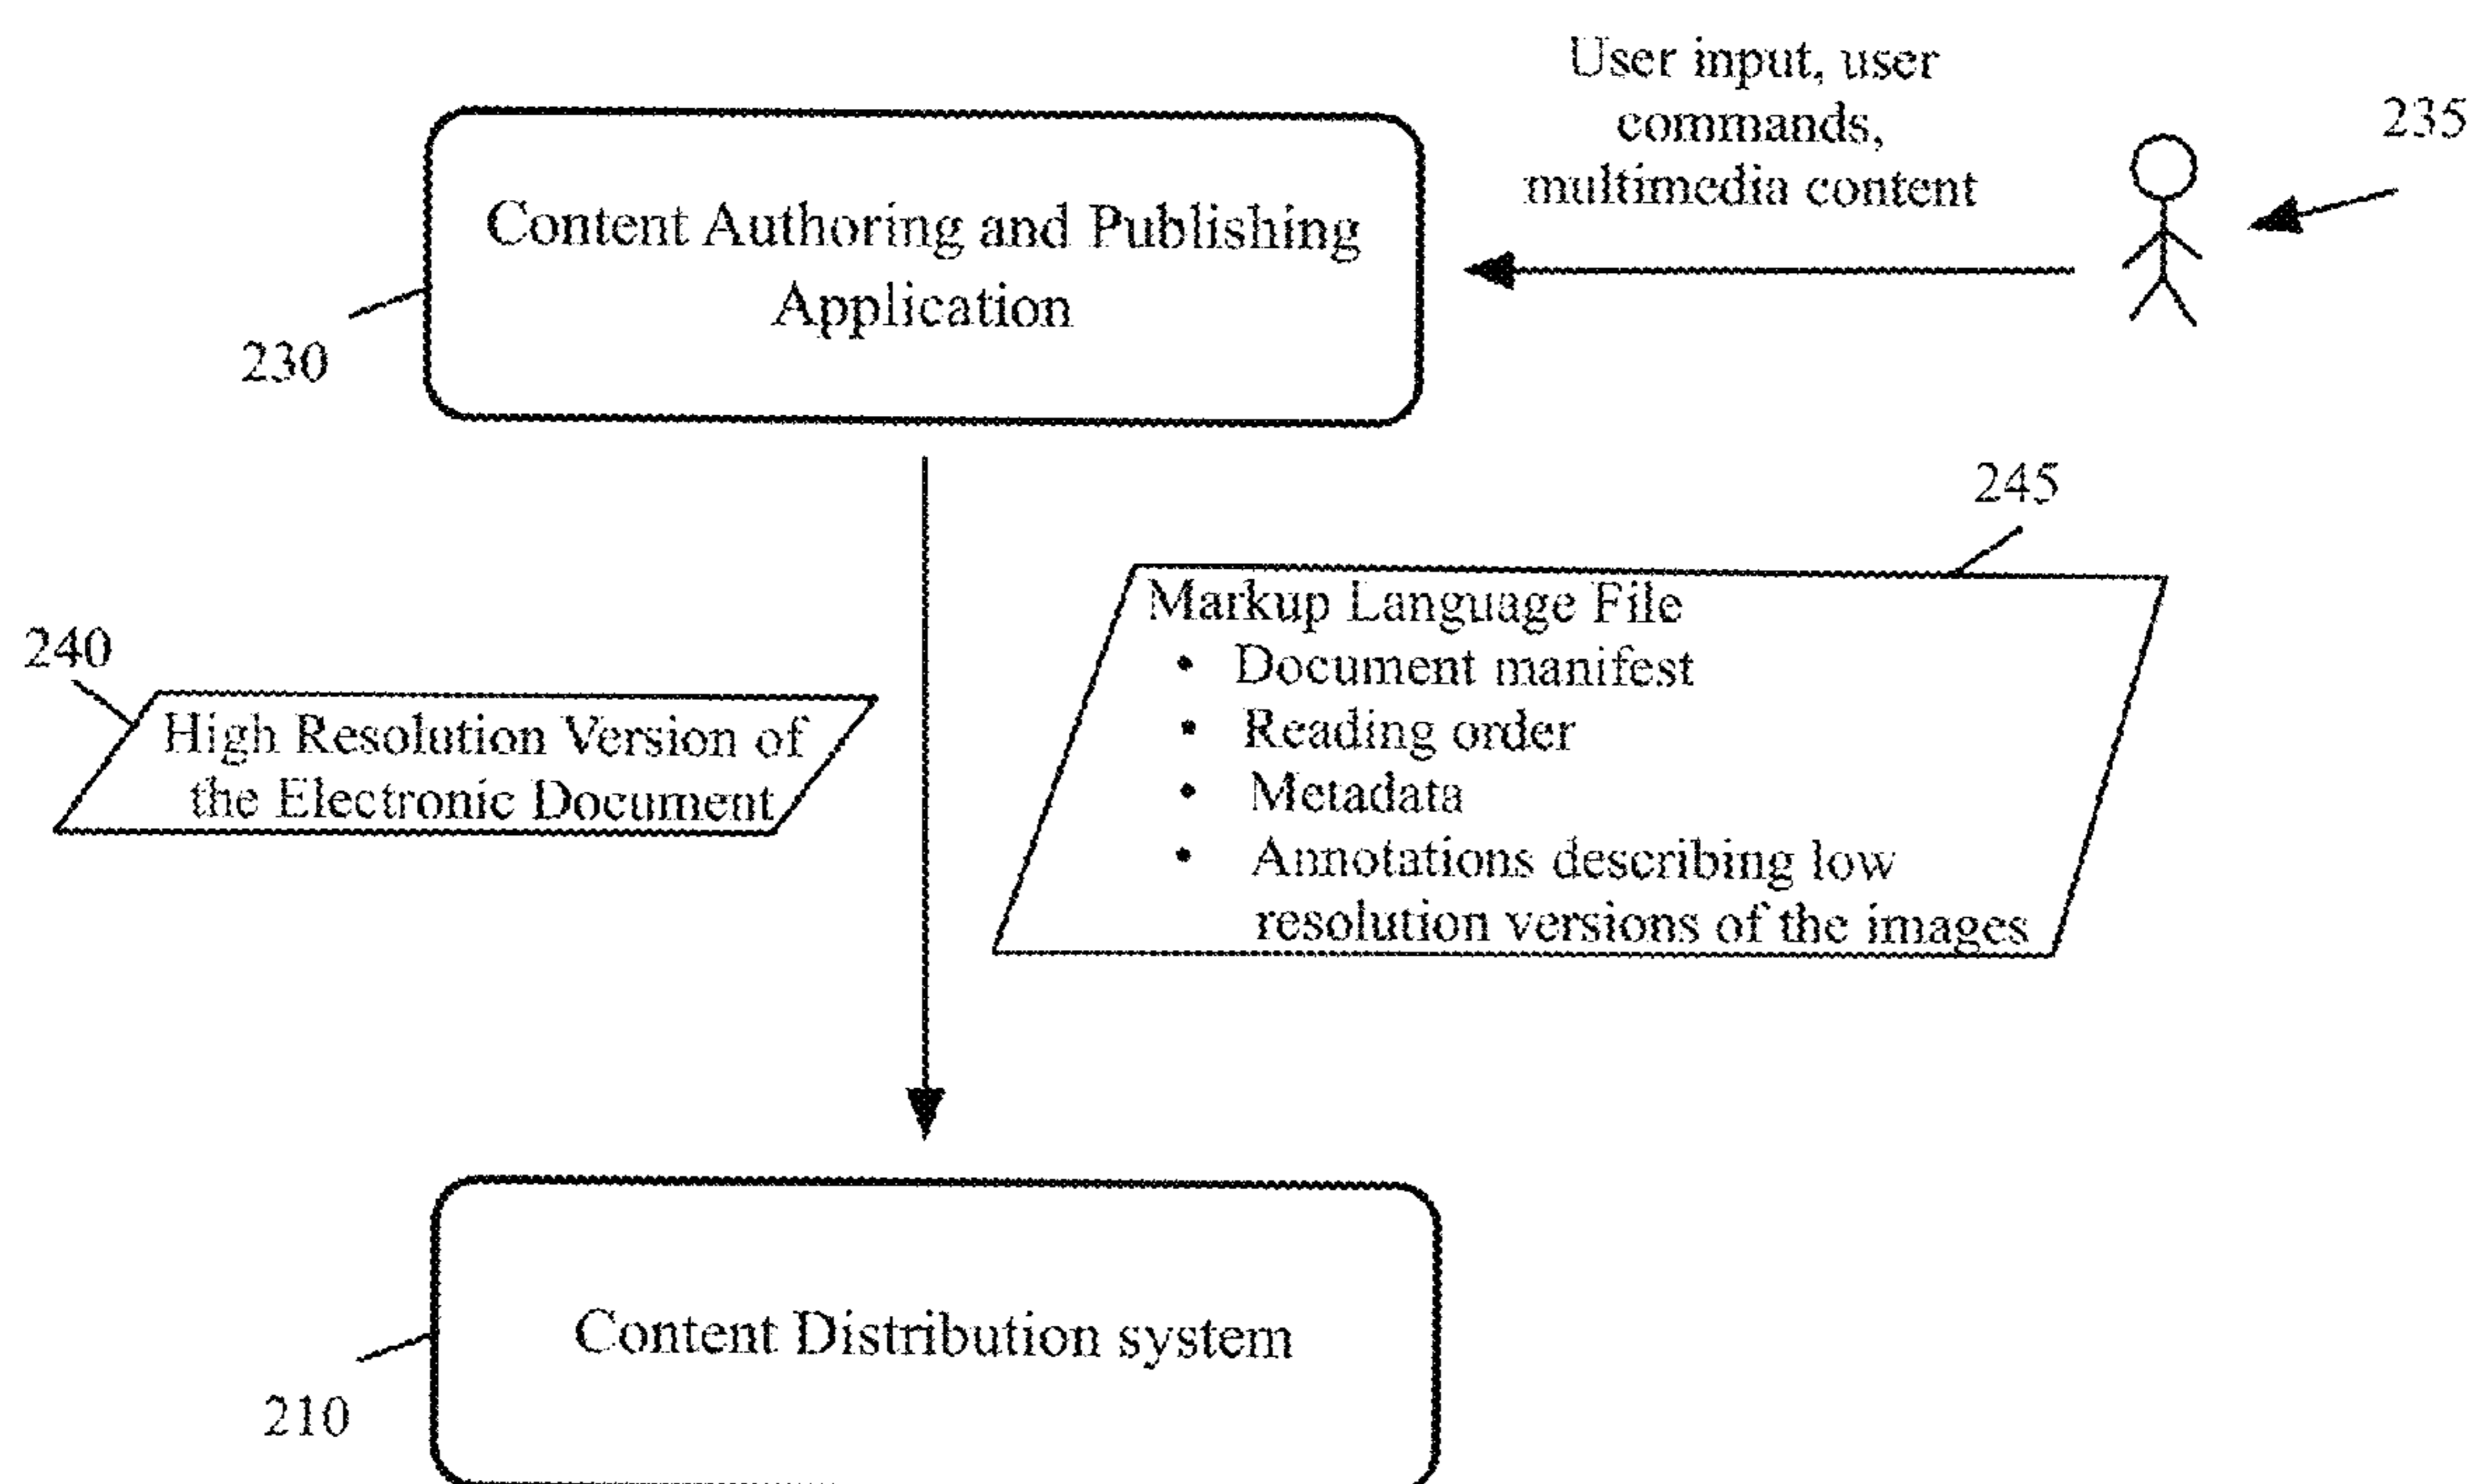 User input, user
commands,
multimedia content
235
Content Authoring and Publishing
Application
230
245
Markup Language File
• Document manifest
• Reading order
• Metadata
• Annotations describing low
resolution versions of the images
240
High Resolution Version of
the Electronic Document
Content Distribution system
210